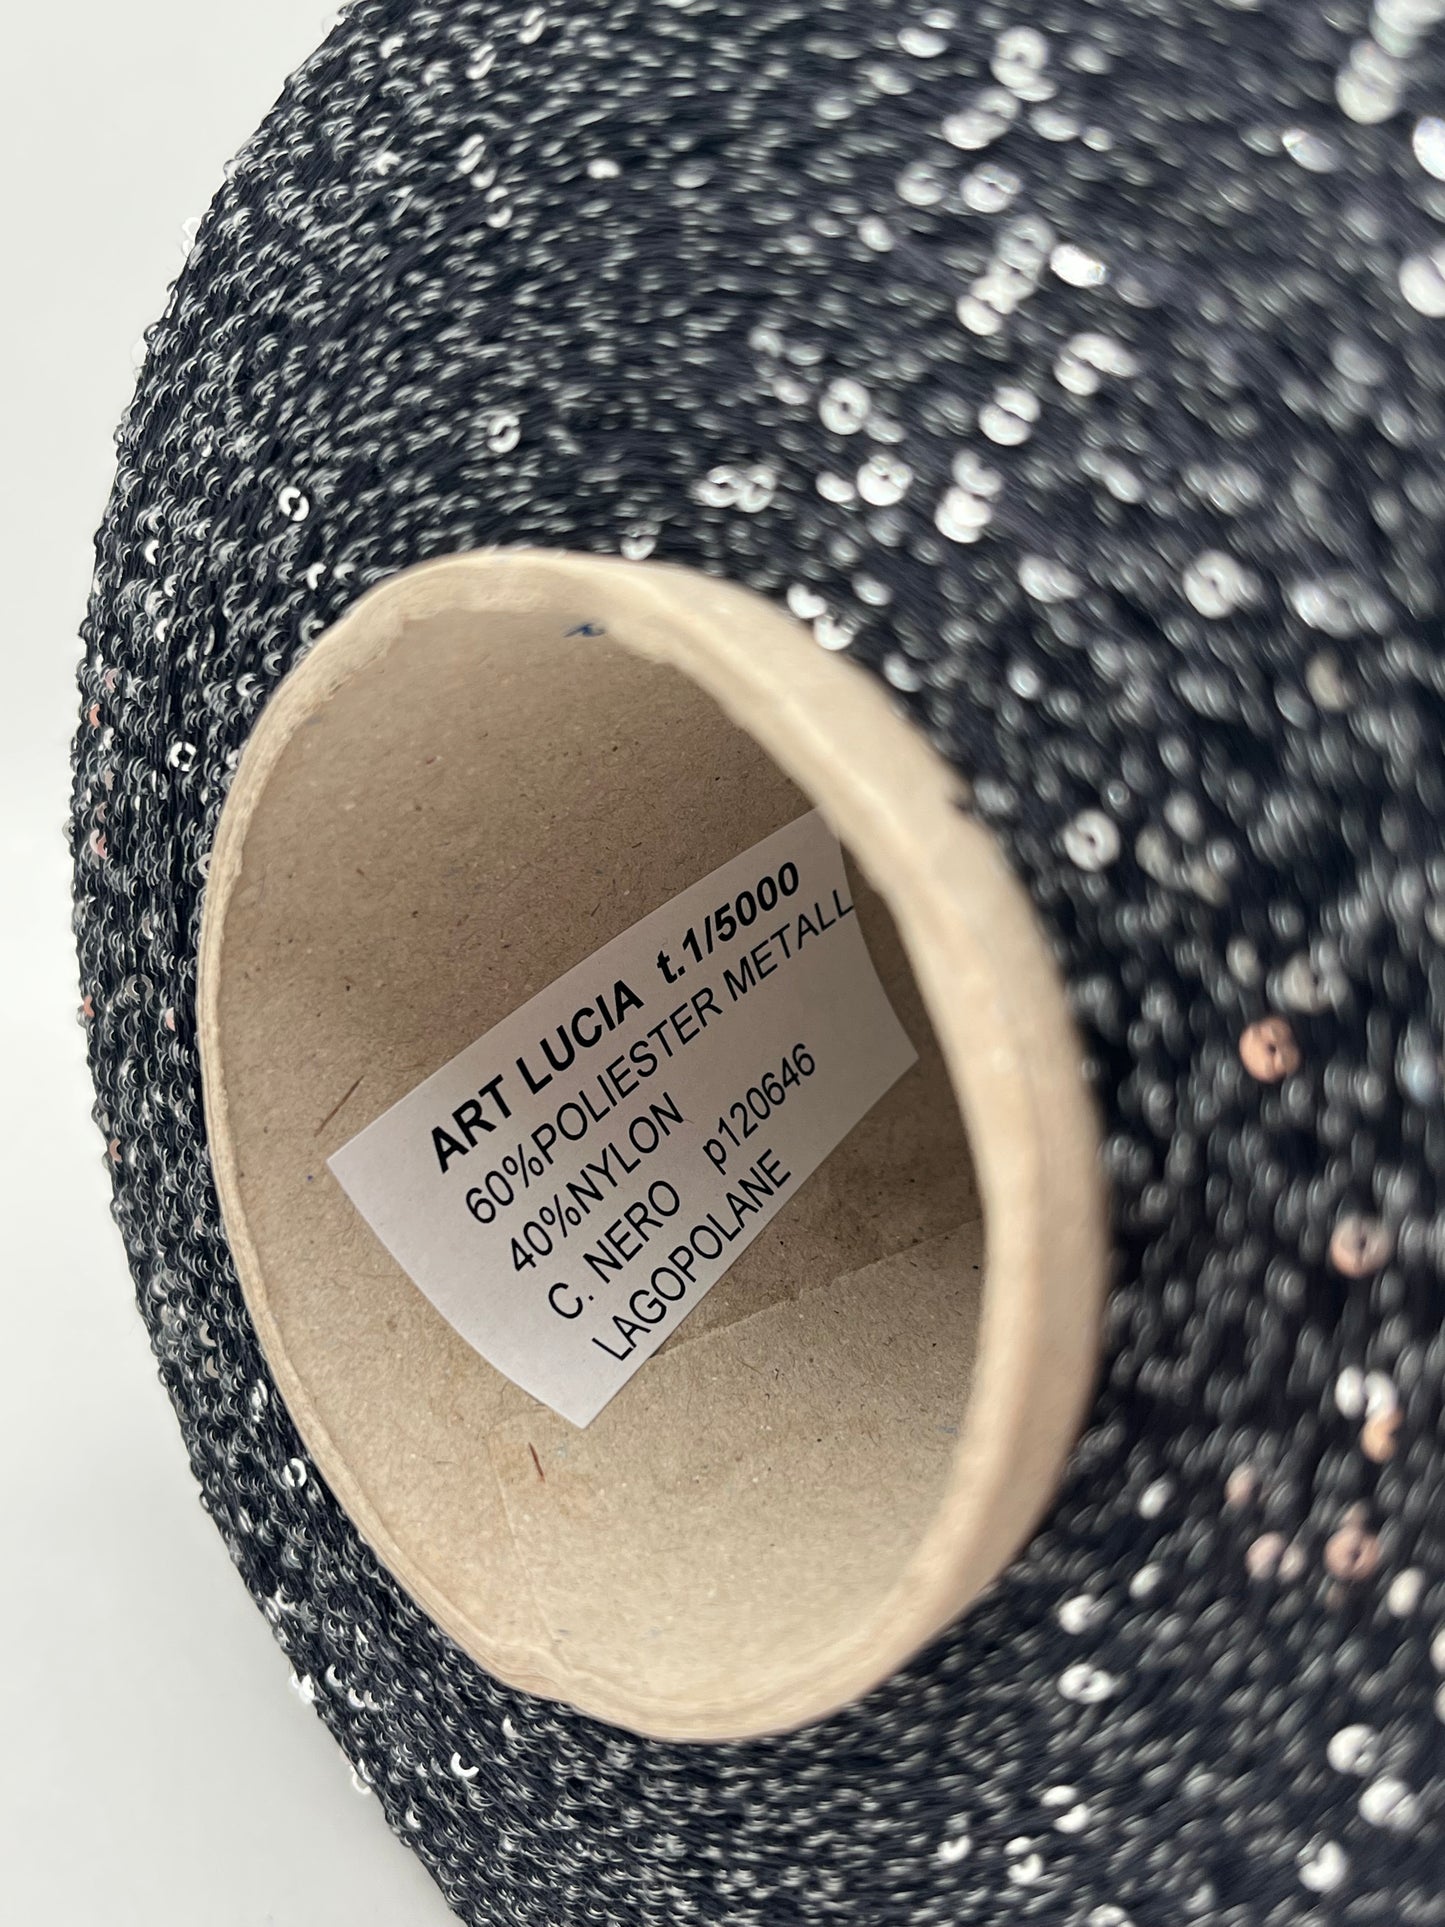 ART LUCIA t.1/5000
60%POLIESTER METALL
40%NYLON
C. NERO p120646
LAGOPOLANE